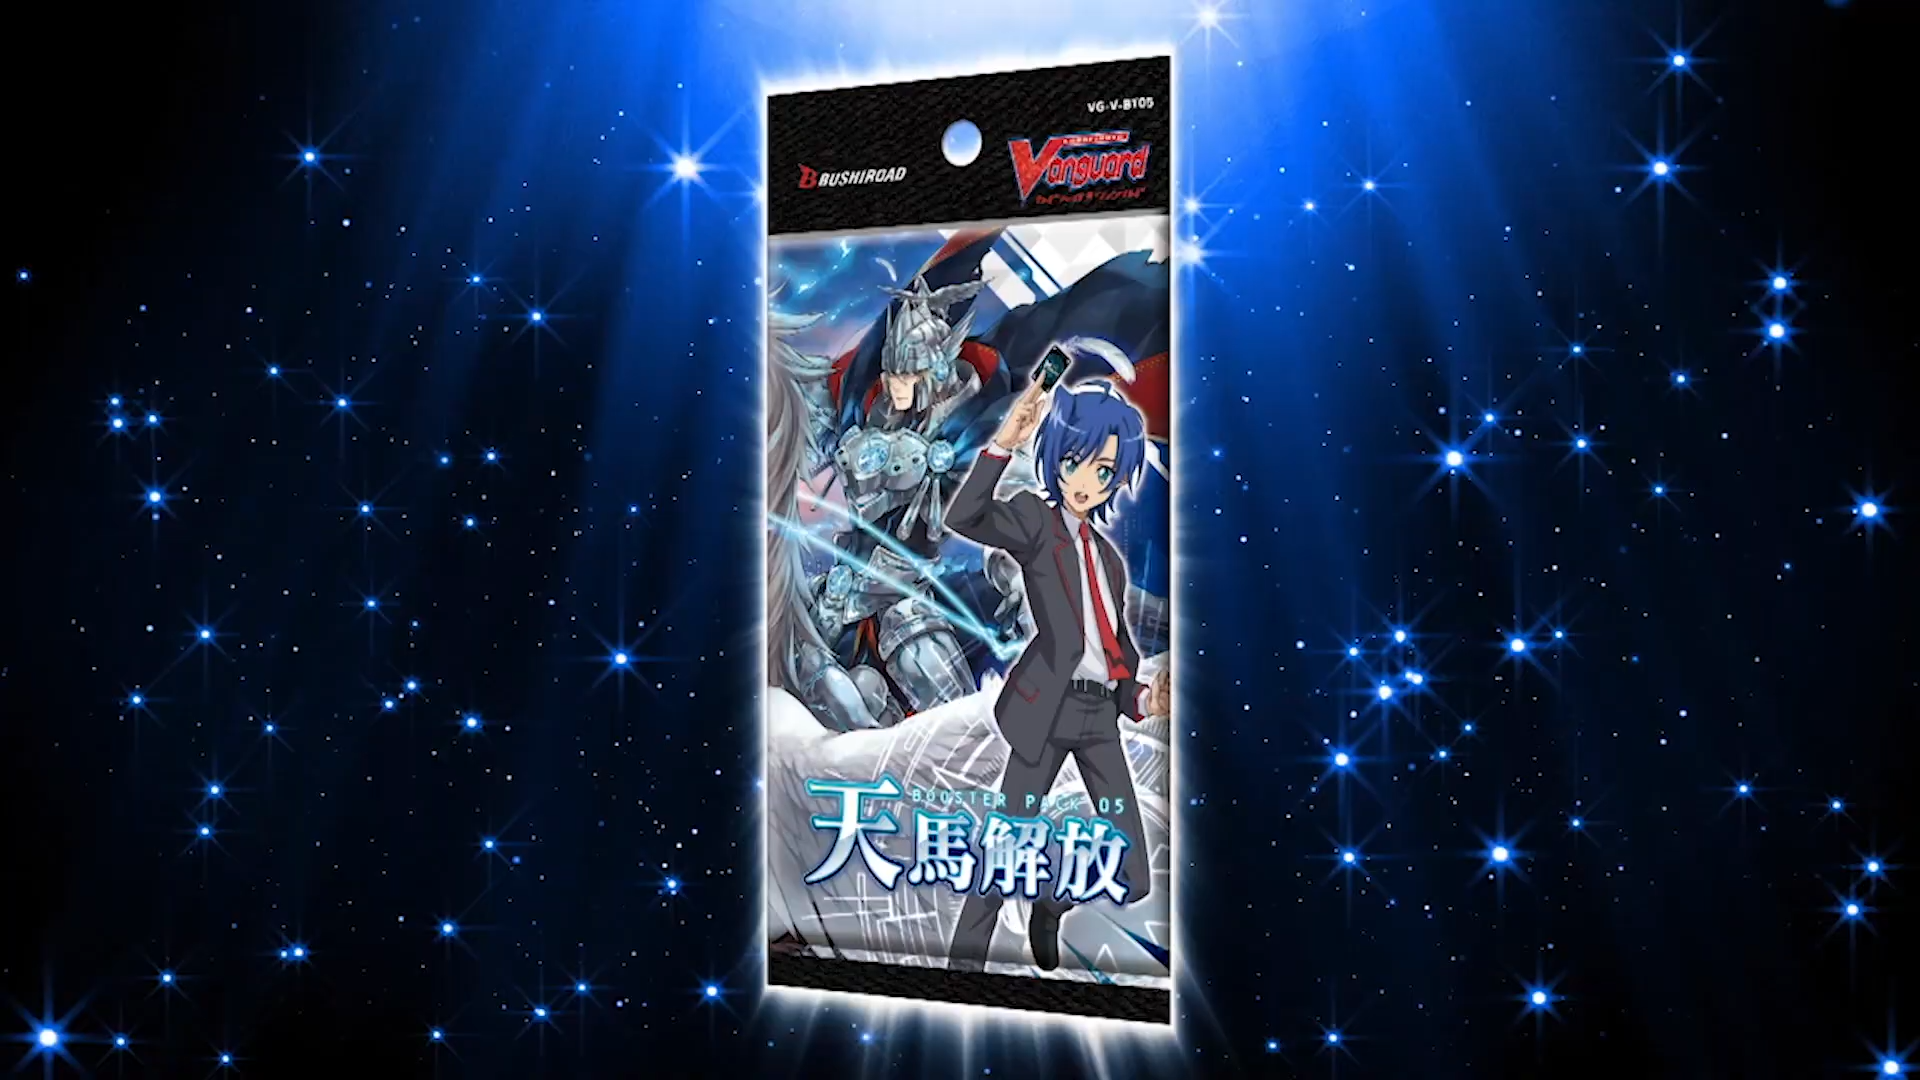 VG-V-BT05
BUSHIROAD
Vanguard
BOOSTER PACK 05
天馬解放